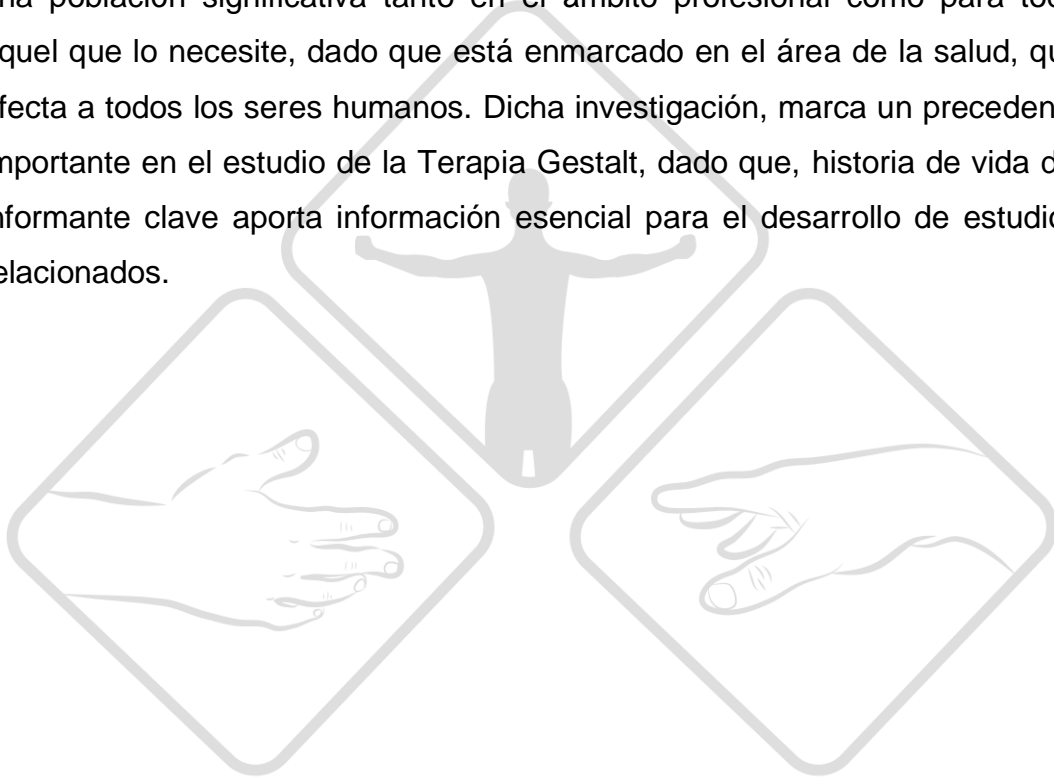 na población significativa tanto en el ámbito profesional como para tod
quel que lo necesite, dado que está enmarcado en el área de la salud, qu
fecta a todos los seres humanos. Dicha investigación, marca un preceden
mportante en el estudio de la Terapia Gestalt, dado que, historia de vida d
nformante clave aporta información esencial para el desarrollo de estudio
elacionados.